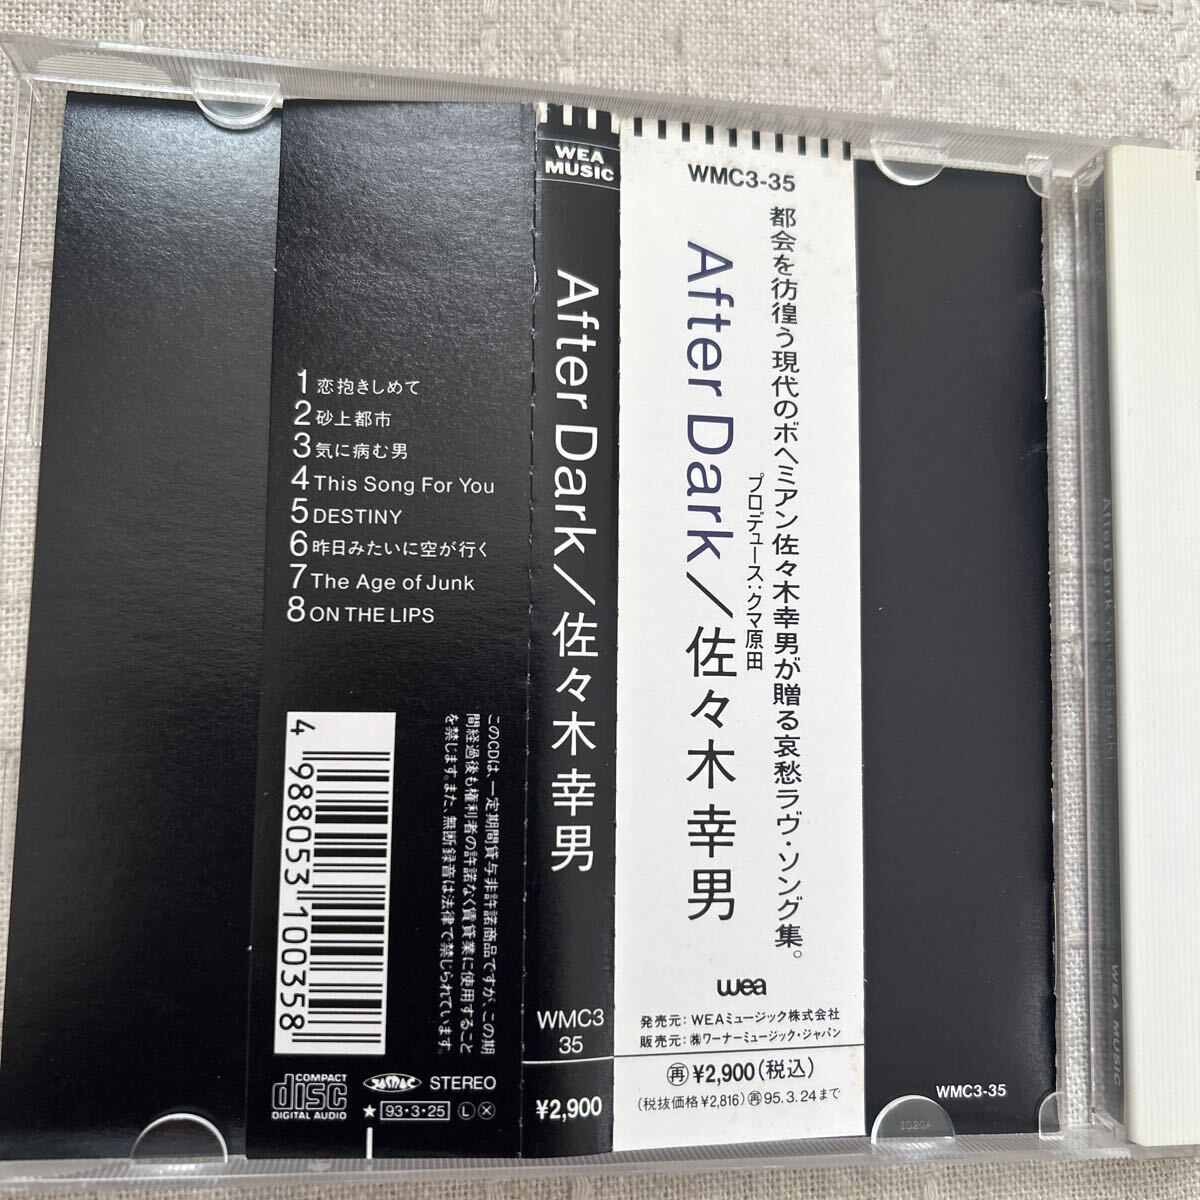 1 恋抱きしめて
2 砂上都市
3 気に病む男
4 This Song For You
5 DESTINY
6 昨日みたいに空が行く
7 The Age of Junk
8 ON THE LIPS
このCDは、一定期間貸与非許諾商品ですが、この期
間経過後も権利者の許諾なく賃貸業に使用すること
を禁じます。また、無断録音は法律で禁じられています。
4 988053 100358
COMPACT
disc
DIGITAL AUDIO
STEREO
★ 93・3・25 Ⓛ Ⓧ
WEA
MUSIC
After Dark／佐々木幸男
WMC3
35
¥2,900
WMC3-35
都会を彷徨う現代のボヘミアン佐々木幸男が贈る哀愁ラヴ・ソング集。
プロデュース:クマ原田
After Dark／佐々木幸男
wea
発売元:WEAミュージック株式会社
販売元:㈱ワーナーミュージック・ジャパン
再 ¥2,900(税込)
(税抜価格¥2,816)再95.3.24まで
WMC3-35
After Dark Yukio Sasaki
WEA MUSIC